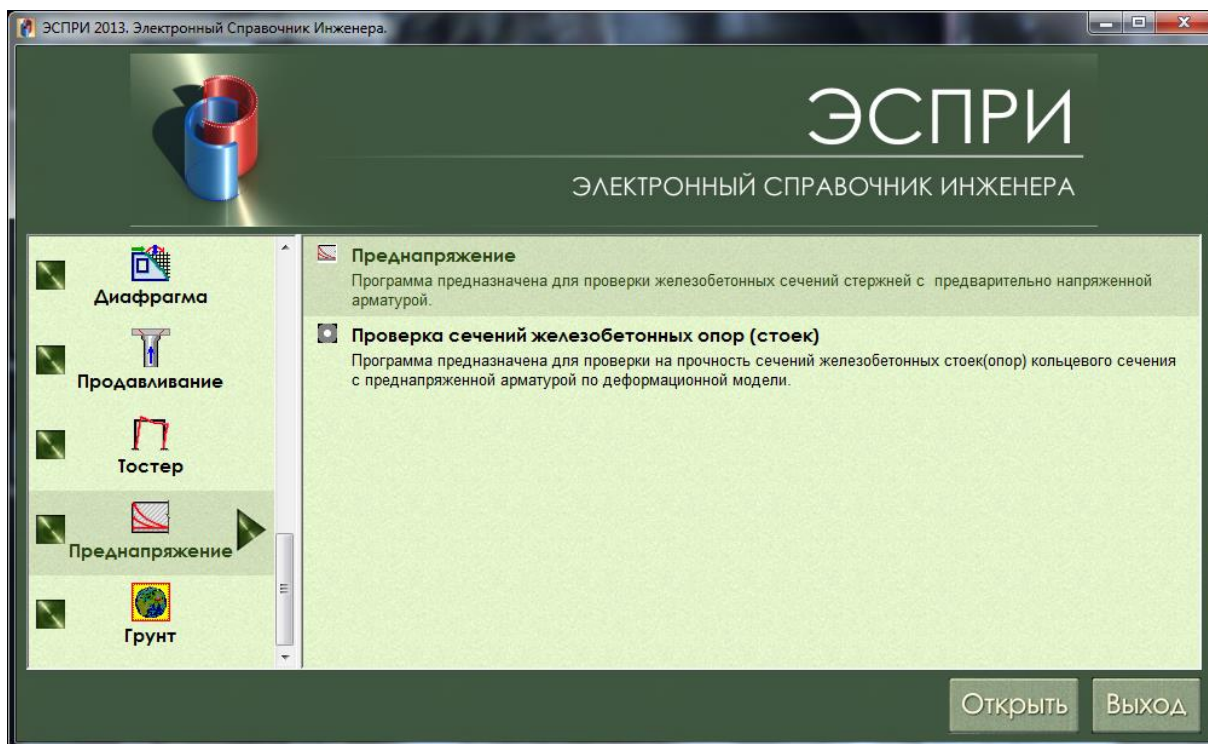 ЭСПРИ 2013. Электронный Справочник Инженера.
ЭСПРИ
ЭЛЕКТРОННЫЙ СПРАВОЧНИК ИНЖЕНЕРА
Диафрагма
Продавливание
Тостер
Преднапряжение
Грунт
Преднапряжение
Программа предназначена для проверки железобетонных сечений стержней с предварительно напряженной
арматурой.
Проверка сечений железобетонных опор (стоек)
Программа предназначена для проверки на прочность сечений железобетонных стоек(опор) кольцевого сечения
с преднапряженной арматурой по деформационной модели.
Открыть
Выход